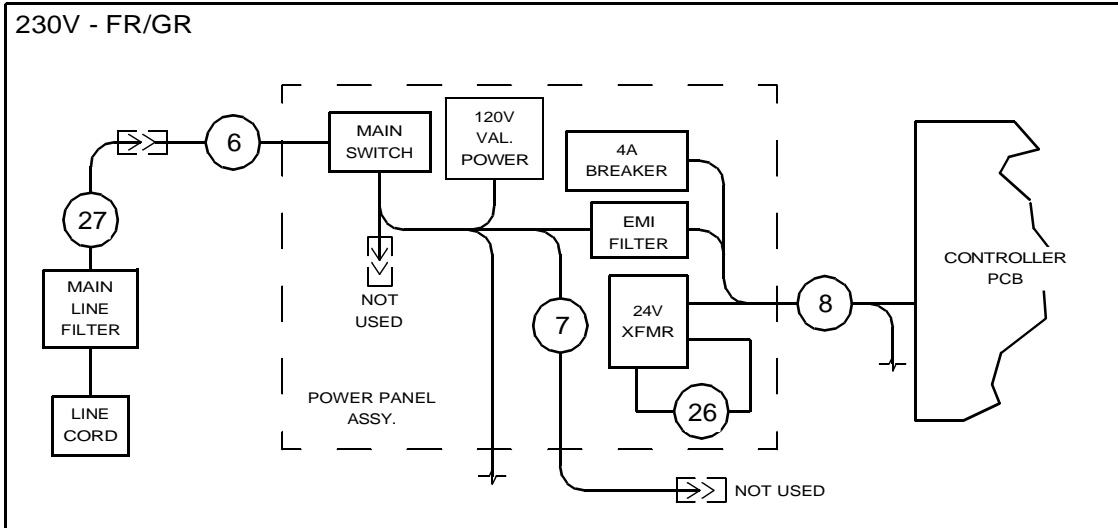 230V - FR/GR
6
MAIN
SWITCH
120V
VAL.
POWER
4A
BREAKER
27
EMI
FILTER
CONTROLLER
PCB
MAIN
LINE
FILTER
NOT
USED
7
24V
XFMR
8
26
LINE
CORD
POWER PANEL
ASSY.
NOT USED